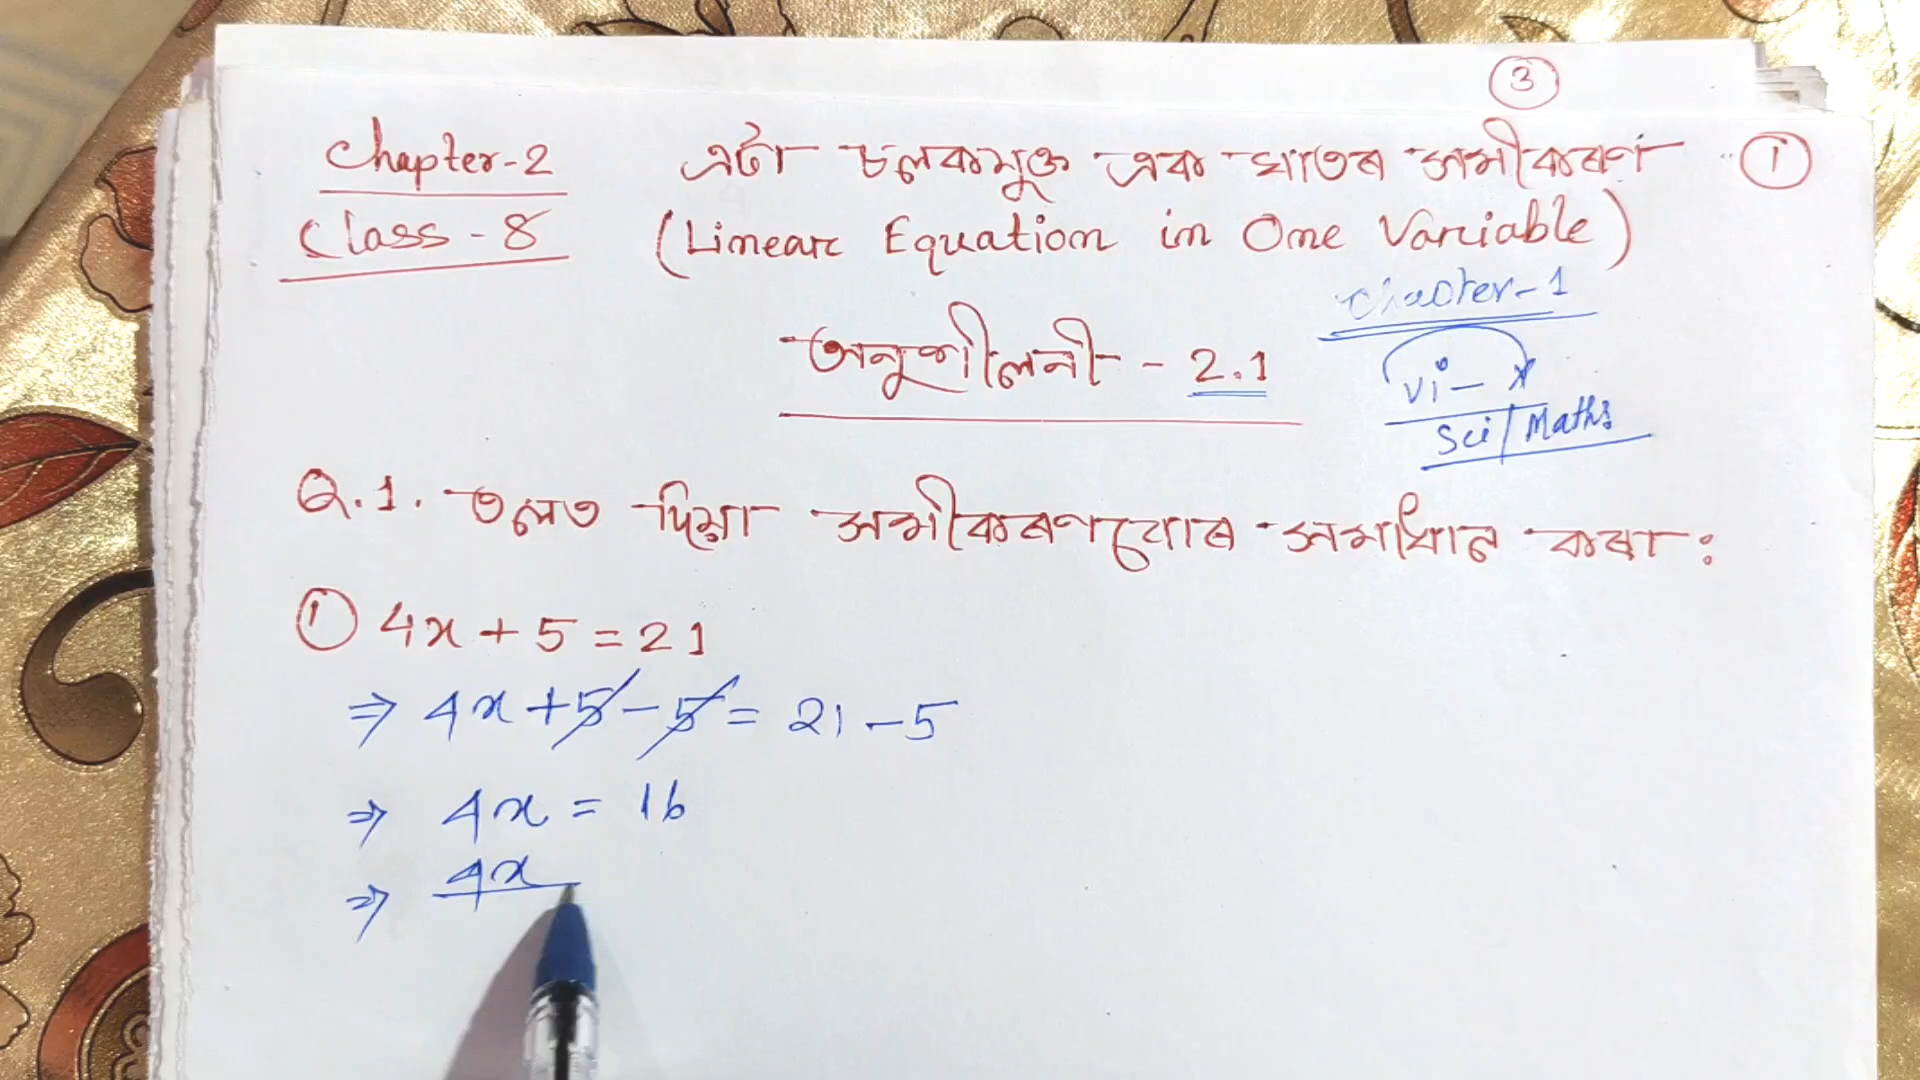 3
Chapter-2 এটা চলকযুক্ত এক ঘাতৰ সমীকৰণ 1
Class-8 (Linear Equation in One Variable)
Chapter-1
অনুশীলনী - 2.1
vi - x
Sci/Maths
Q.1. তলত দিয়া সমীকৰণবোৰ সমাধান কৰা:
1 4x + 5 = 21
⇒ 4x + 5 - 5 = 21 - 5
⇒ 4x = 16
⇒ 4x